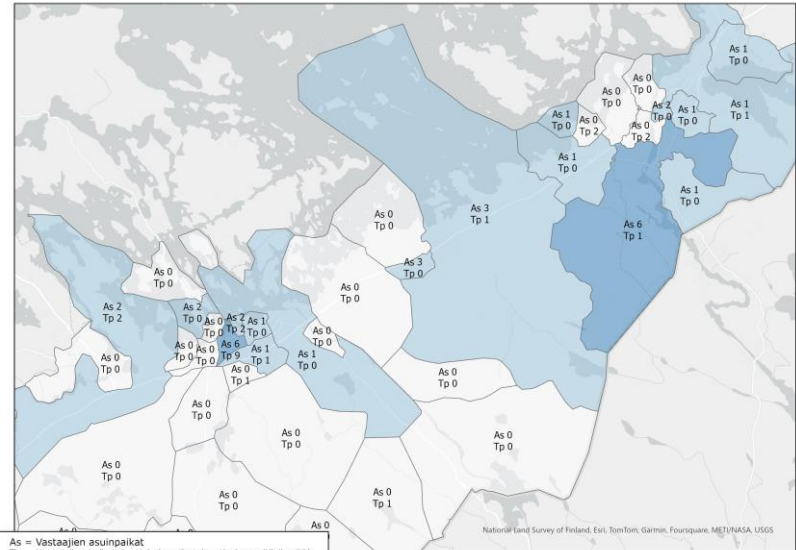 As 1
Tp 0
As 0
Tp 0
As 0
Tp 0
As 1
Tp 0
As 0
Tp 2
As 2
Tp 0
As 1
Tp 0
As 1
Tp 1
As 0
Tp 2
As 1
Tp 0
As 1
Tp 0
As 3
Tp 1
As 0
Tp 0
As 6
Tp 1
As 3
Tp 0
As 0
Tp 0
As 0
Tp 0
As 2
Tp 2
As 2
Tp 0
As 0
Tp 0
As 2
Tp 2
As 1
Tp 0
As 0
Tp 0
As 0
Tp 0
As 0
Tp 0
As 0
Tp 0
As 6
Tp 9
As 1
Tp 1
As 1
Tp 0
As 0
Tp 1
As 0
Tp 0
As 0
Tp 0
As 0
Tp 0
As 0
Tp 0
As 0
Tp 0
As 0
Tp 0
As 0
Tp 1
National Land Survey of Finland, Esri, TomTom, Garmin, Foursquare, METI/NASA, USGS
As = Vastaajien asuinpaikat